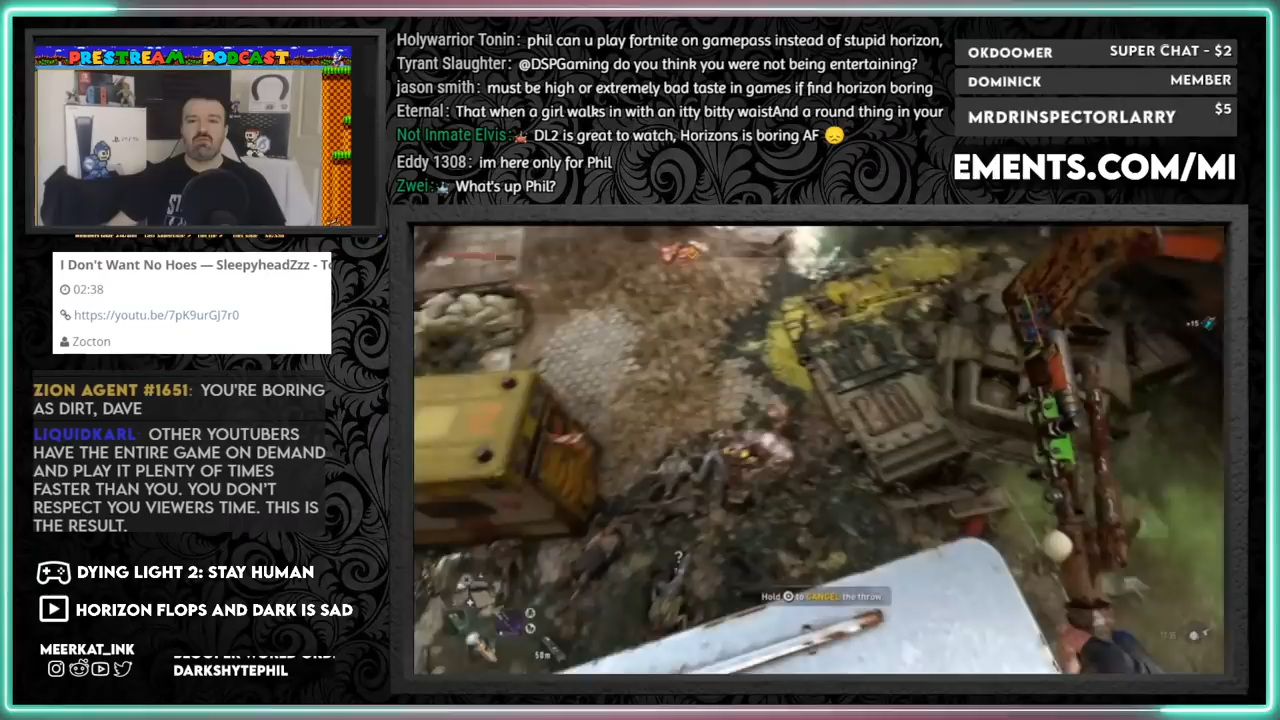 PRESTREAM PODCAST
I Don't Want No Hoes — SleepyheadZzz - To
02:38
https://youtu.be/7pK9urGJ7r0
Zocton
ZION AGENT #1651: YOU'RE BORING
AS DIRT, DAVE
LIQUIDKARL: OTHER YOUTUBERS
HAVE THE ENTIRE GAME ON DEMAND
AND PLAY IT PLENTY OF TIMES
FASTER THAN YOU. YOU DON'T
RESPECT YOU VIEWERS TIME. THIS IS
THE RESULT.
DYING LIGHT 2: STAY HUMAN
HORIZON FLOPS AND DARK IS SAD
MEERKAT_INK
DARKSHYTEPHIL
Holywarrior Tonin: phil can u play fortnite on gamepass instead of stupid horizon,
Tyrant Slaughter: @DSPGaming do you think you were not being entertaining?
jason smith: must be high or extremely bad taste in games if find horizon boring
Eternal: That when a girl walks in with an itty bitty waistAnd a round thing in your
Not Inmate Elvis: DL2 is great to watch, Horizons is boring AF 😞
Eddy 1308: im here only for Phil
Zwei: What's up Phil?
OKDOOMER SUPER CHAT - $2
DOMINICK MEMBER
MRDRINSPECTORLARRY $5
EMENTS.COM/MI
+15
?
Hold to CANCEL the throw.
50m